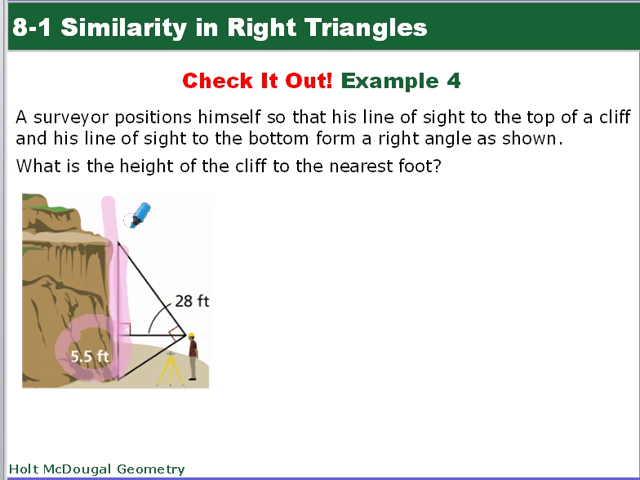 8-1 Similarity in Right Triangles
Check It Out! Example 4
A surveyor positions himself so that his line of sight to the top of a cliff
and his line of sight to the bottom form a right angle as shown.
What is the height of the cliff to the nearest foot?
28 ft
5.5 ft
Holt McDougal Geometry